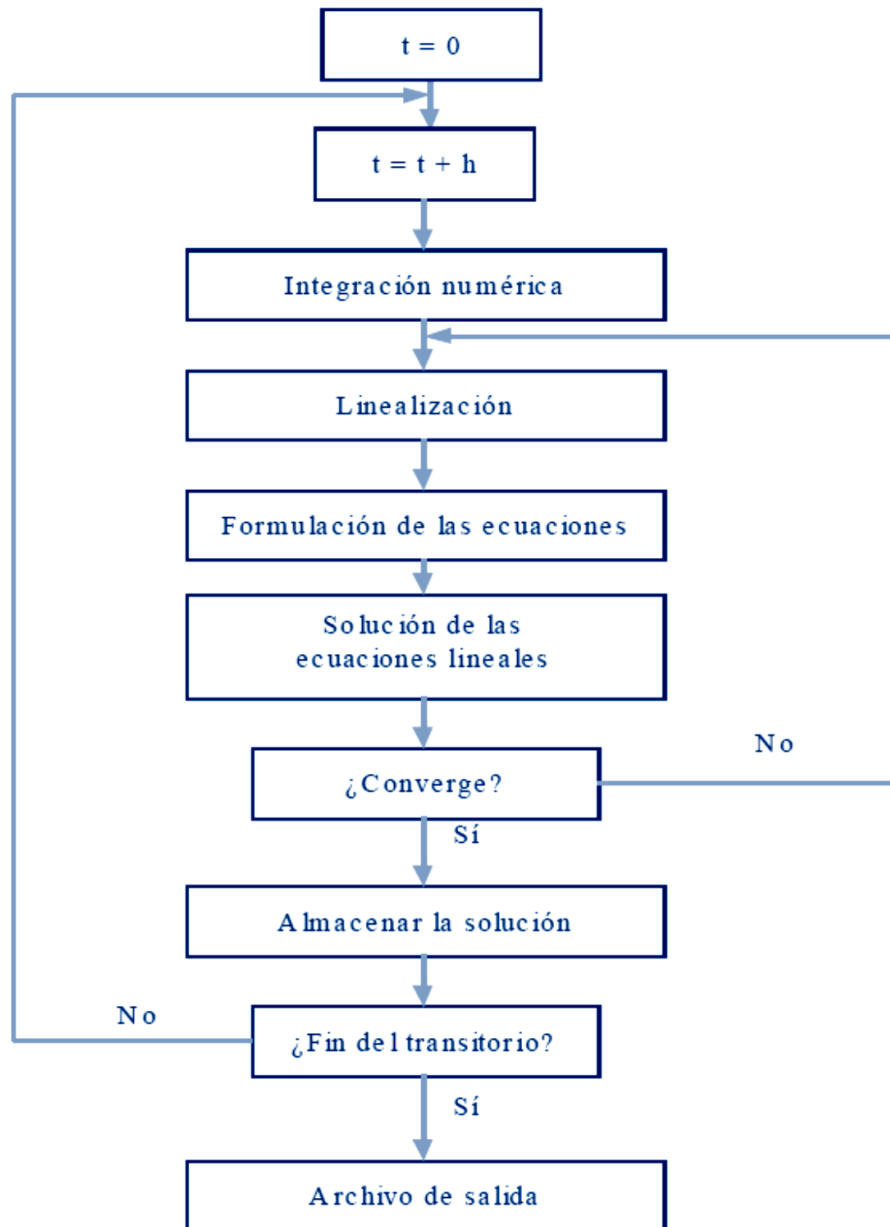 t = 0
t = t + h
Integración numérica
Linealización
Formulación de las ecuaciones
Solución de las
ecuaciones lineales
¿Converge?
No
Sí
Almacenar la solución
¿Fin del transitorio?
No
Sí
Archivo de salida